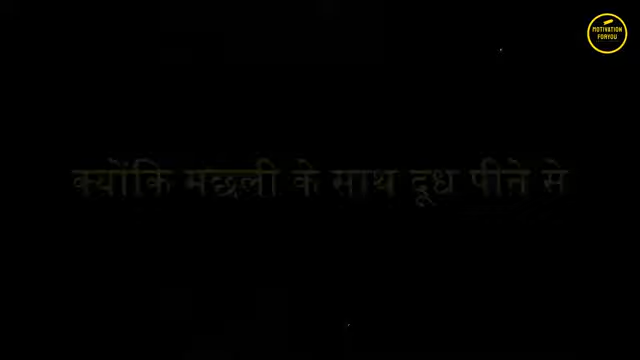 MOTIVATION
FORYOU
क्योंकि मछली के साथ दूध पीने से